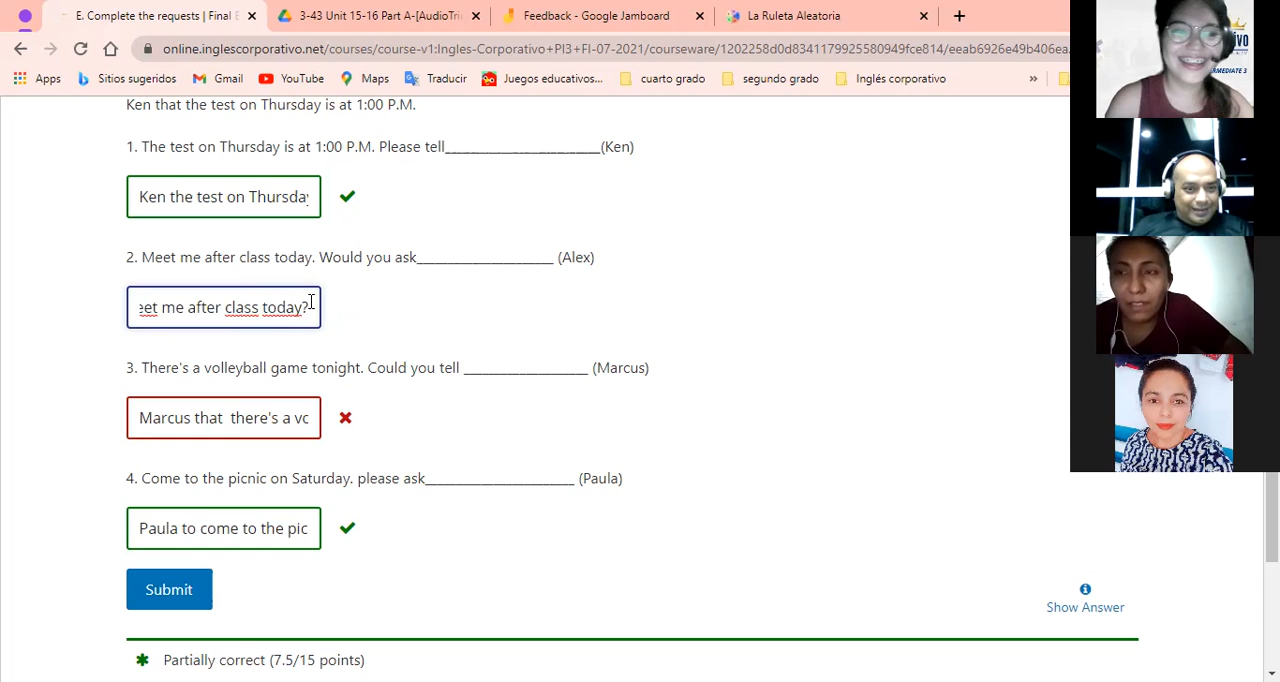 E. Complete the requests | Final E
3-43 Unit 15-16 Part A-[AudioTri
Feedback - Google Jamboard
La Ruleta Aleatoria
online.inglescorporativo.net/courses/course-v1:Ingles-Corporativo+PI3+FI-07-2021/courseware/1202258d0d8341179925580949fce814/eeab6926e49b406ea
Apps
Sitios sugeridos
Gmail
YouTube
Maps
Traducir
Juegos educativos...
cuarto grado
segundo grado
Inglés corporativo
»
Ken that the test on Thursday is at 1:00 P.M.
1. The test on Thursday is at 1:00 P.M. Please tell____________________(Ken)
Ken the test on Thursday
2. Meet me after class today. Would you ask__________________ (Alex)
eet me after class today?
3. There's a volleyball game tonight. Could you tell ________________ (Marcus)
Marcus that  there's a vo
4. Come to the picnic on Saturday. please ask___________________ (Paula)
Paula to come to the pic
Submit
Show Answer
Partially correct (7.5/15 points)